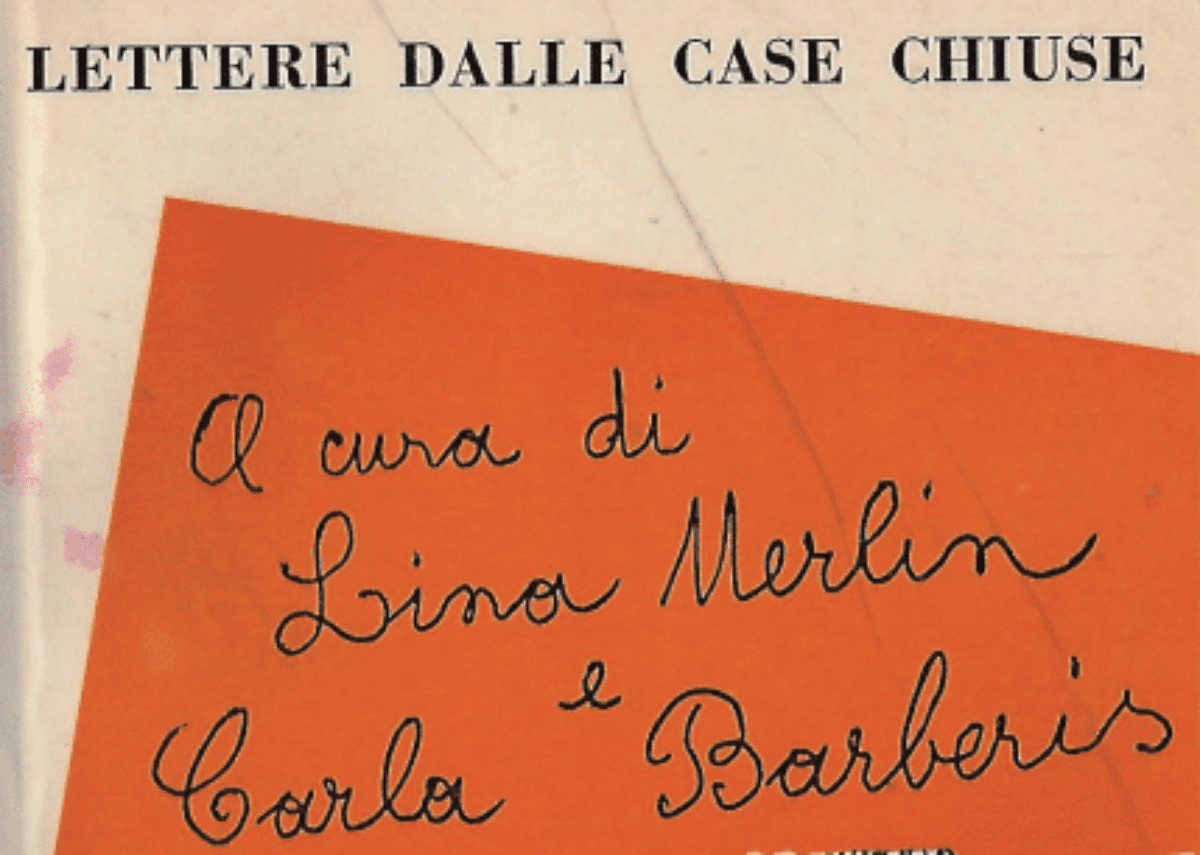 LETTERE DALLE CASE CHIUSE
A cura di
Lina Merlin
e
Carla Barberis